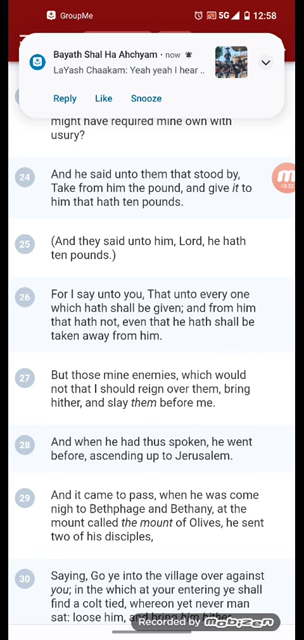 GroupMe
5G
12:58
Bayath Shal Ha Ahchyam • now
LaYash Chaakam: Yeah yeah I hear ..
Reply Like Snooze
might have required mine own with
usury?
24 And he said unto them that stood by,
Take from him the pound, and give it to
him that hath ten pounds.
25 (And they said unto him, Lord, he hath
ten pounds.)
26 For I say unto you, That unto every one
which hath shall be given; and from him
that hath not, even that he hath shall be
taken away from him.
27 But those mine enemies, which would
not that I should reign over them, bring
hither, and slay them before me.
28 And when he had thus spoken, he went
before, ascending up to Jerusalem.
29 And it came to pass, when he was come
nigh to Bethphage and Bethany, at the
mount called the mount of Olives, he sent
two of his disciples,
30 Saying, Go ye into the village over against
you; in the which at your entering ye shall
find a colt tied, whereon yet never man
sat: loose him, and bring him hither.
Recorded by mobizen